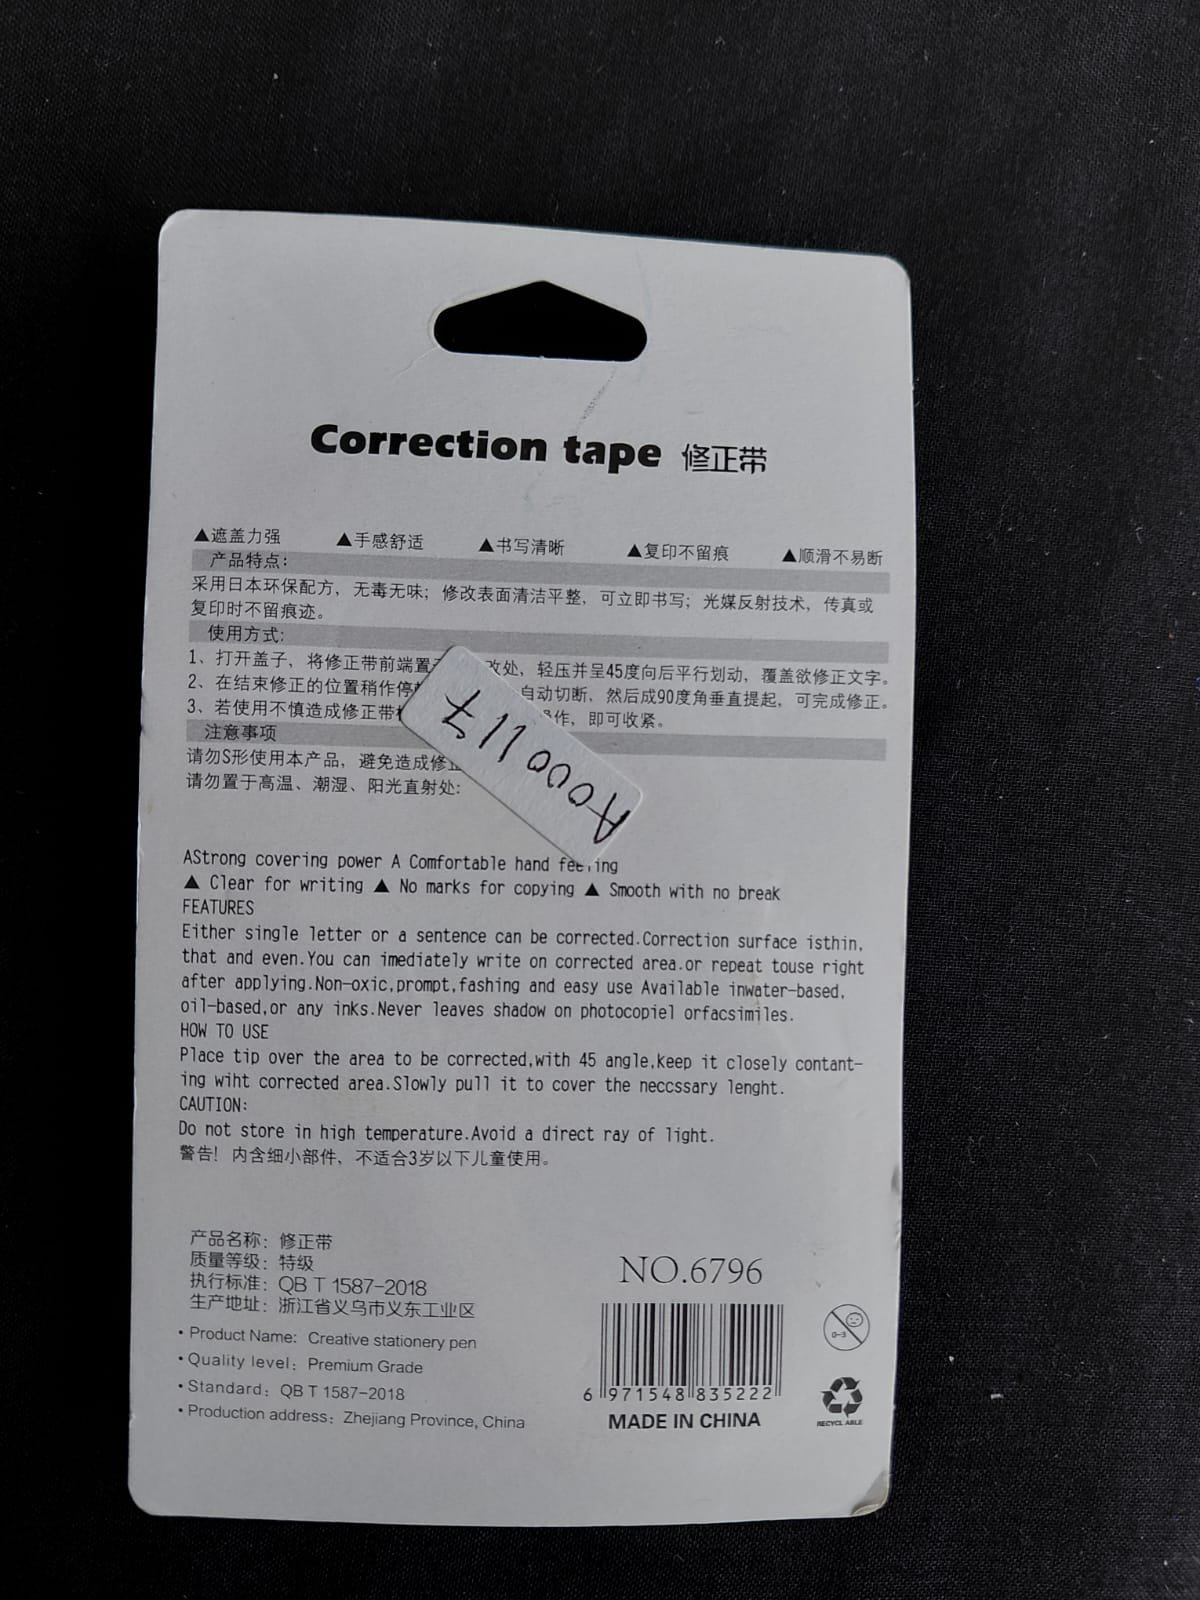 Correction tape 修正带
▲遮盖力强 ▲手感舒适 ▲书写清晰 ▲复印不留痕 ▲顺滑不易断
产品特点:
采用日本环保配方，无毒无味；修改表面清洁平整，可立即书写；光媒反射技术，传真或
复印时不留痕迹。
使用方式:
1、打开盖子，将修正带前端置 改处，轻压并呈45度向后平行划动，覆盖欲修正文字。
2、在结束修正的位置稍作停 自动切断，然后成90度角垂直提起，可完成修正。
3、若使用不慎造成修正带 作，即可收紧。
注意事项
请勿S形使用本产品，避免造成修
请勿置于高温、潮湿、阳光直射处:
A000117
AStrong covering power A Comfortable hand feeling
▲ Clear for writing ▲ No marks for copying ▲ Smooth with no break
FEATURES
Either single letter or a sentence can be corrected.Correction surface isthin,
that and even.You can imediately write on corrected area.or repeat touse right
after applying.Non-oxic,prompt,fashing and easy use Available inwater-based,
oil-based,or any inks.Never leaves shadow on photocopiel orfacsimiles.
HOW TO USE
Place tip over the area to be corrected,with 45 angle,keep it closely contant-
ing wiht corrected area.Slowly pull it to cover the neccssary lenght.
CAUTION:
Do not store in high temperature.Avoid a direct ray of light.
警告！内含细小部件、不适合3岁以下儿童使用。
产品名称：修正带
质量等级：特级
执行标准：QB T 1587-2018
生产地址：浙江省义乌市义东工业区
• Product Name: Creative stationery pen
• Quality level: Premium Grade
• Standard: QB T 1587-2018
• Production address: Zhejiang Province, China
NO.6796
6 971548 835222
MADE IN CHINA
0-3
RECYCL ABLE